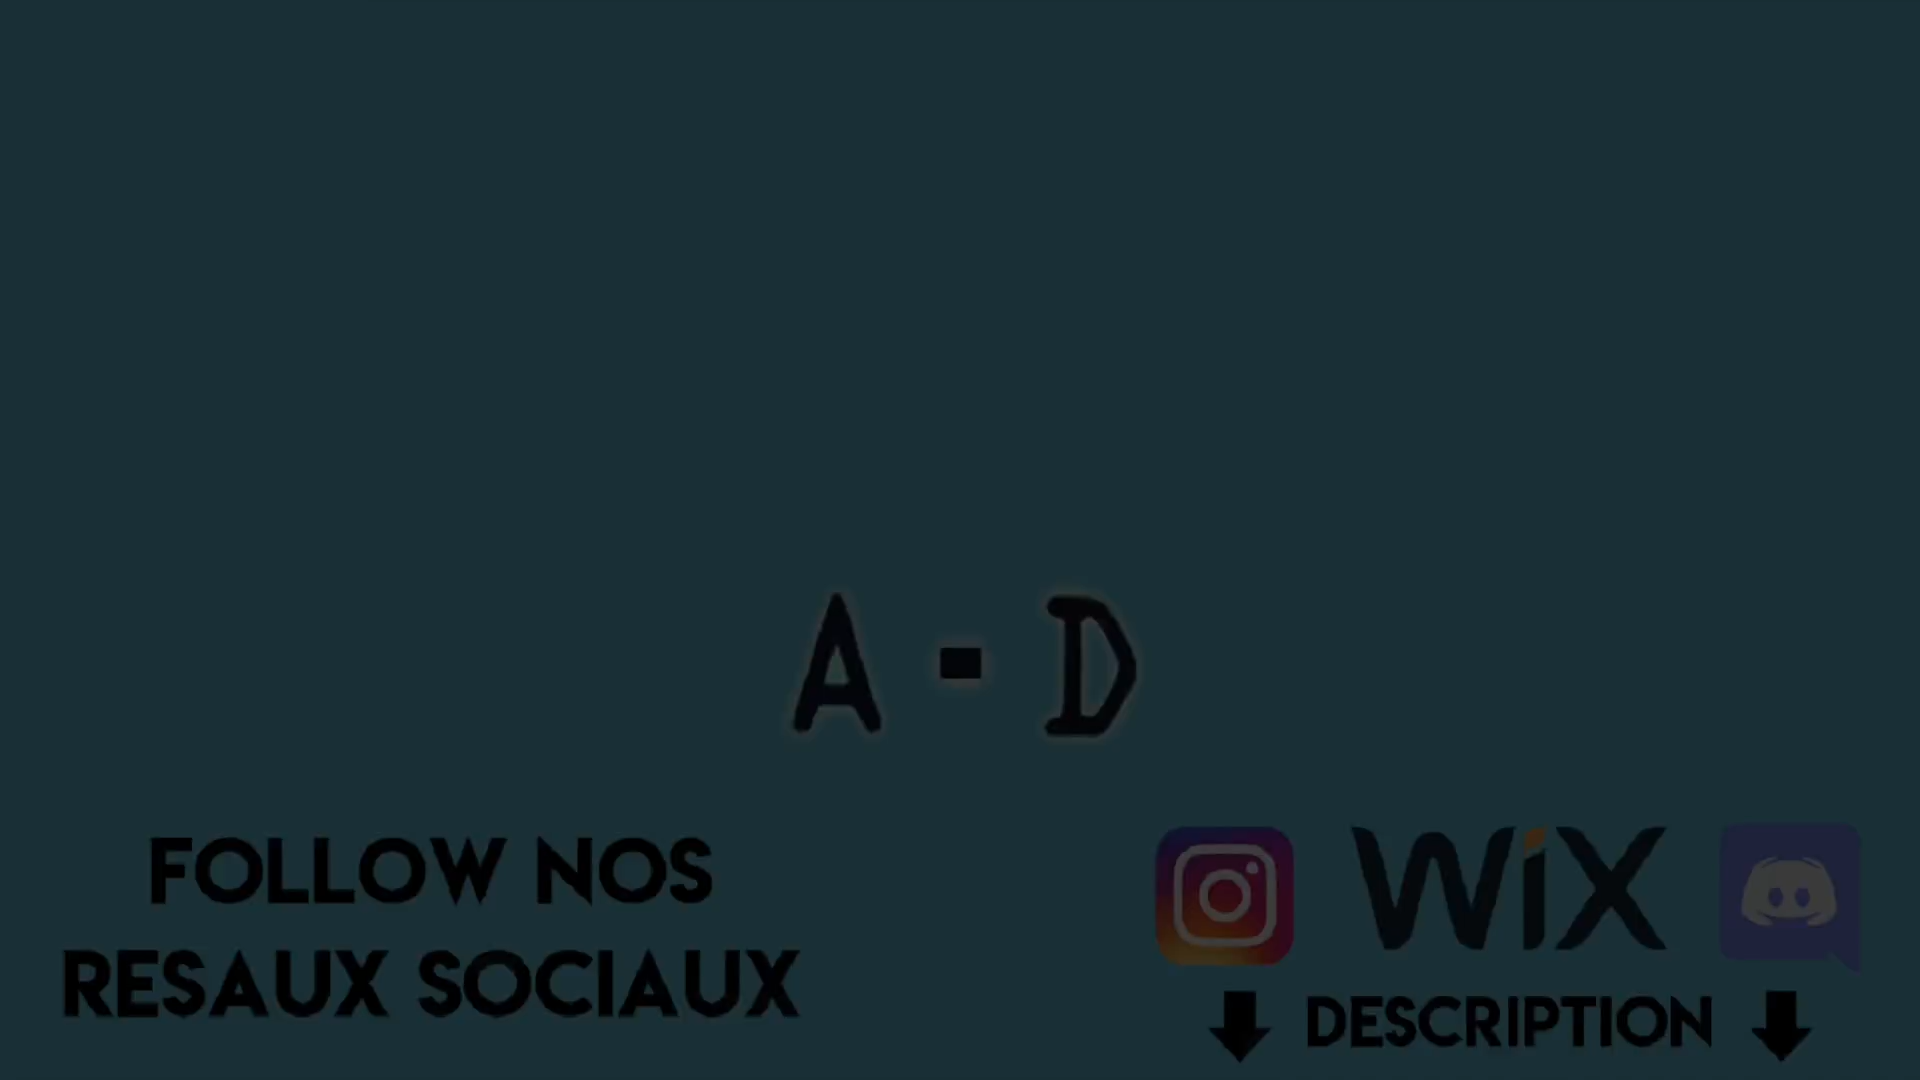 A - D
FOLLOW NOS
RESAUX SOCIAUX
WiX
DESCRIPTION